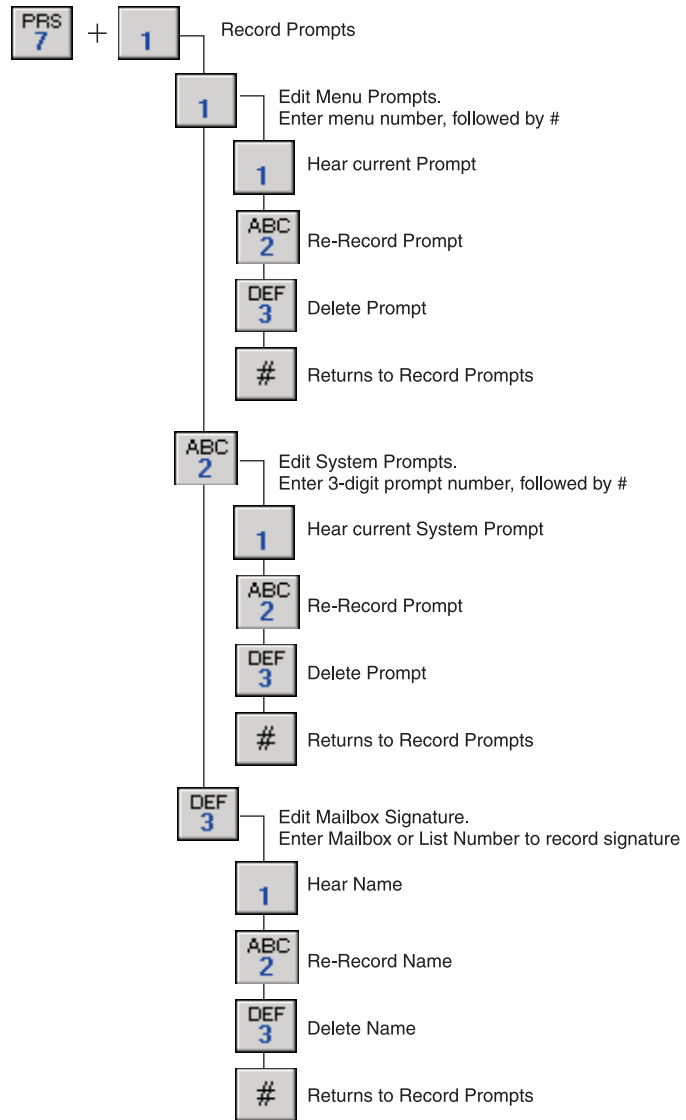 PRS
7 + 1 Record Prompts
1 Edit Menu Prompts.
Enter menu number, followed by #
1 Hear current Prompt
ABC
2 Re-Record Prompt
DEF
3 Delete Prompt
# Returns to Record Prompts
ABC
2 Edit System Prompts.
Enter 3-digit prompt number, followed by #
1 Hear current System Prompt
ABC
2 Re-Record Prompt
DEF
3 Delete Prompt
# Returns to Record Prompts
DEF
3 Edit Mailbox Signature.
Enter Mailbox or List Number to record signature
1 Hear Name
ABC
2 Re-Record Name
DEF
3 Delete Name
# Returns to Record Prompts